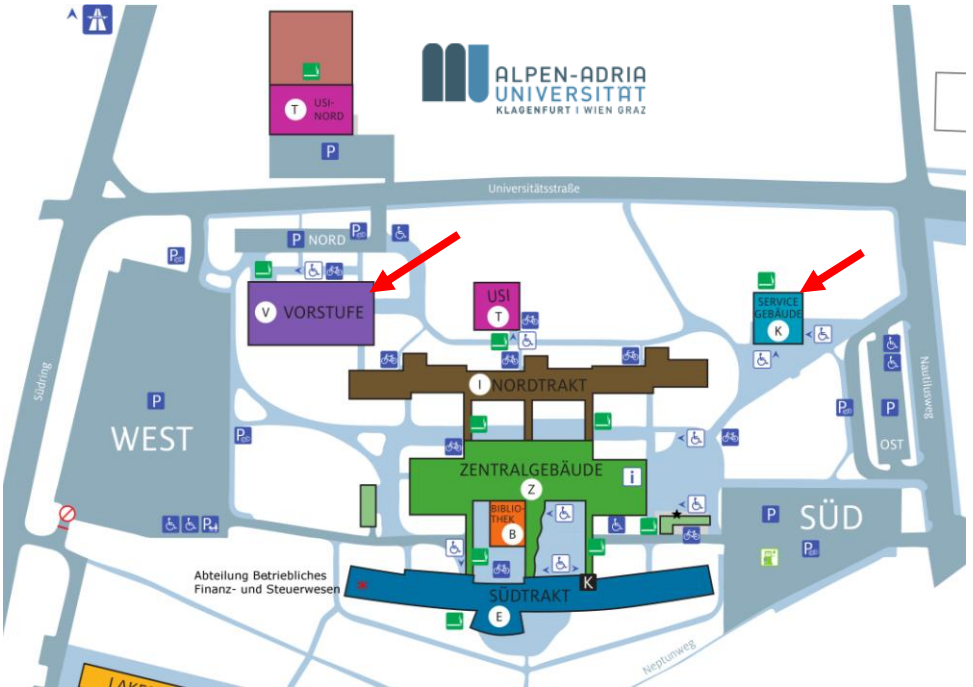 ALPEN-ADRIA
UNIVERSITÄT
KLAGENFURT I WIEN GRAZ
T
USI-
NORD
P
Universitätsstraße
P NORD
P
P
V VORSTUFE
USI
T
SERVICE
GEBÄUDE
K
Südring
Nautilusweg
I NORDTRAKT
P
WEST
P
P
P
OST
ZENTRALGEBÄUDE
i
Z
BIBLIO-
THEK
B
P
SÜD
P
P
Abteilung Betriebliches
Finanz- und Steuerwesen
K
SÜDTRAKT
E
Neptunweg